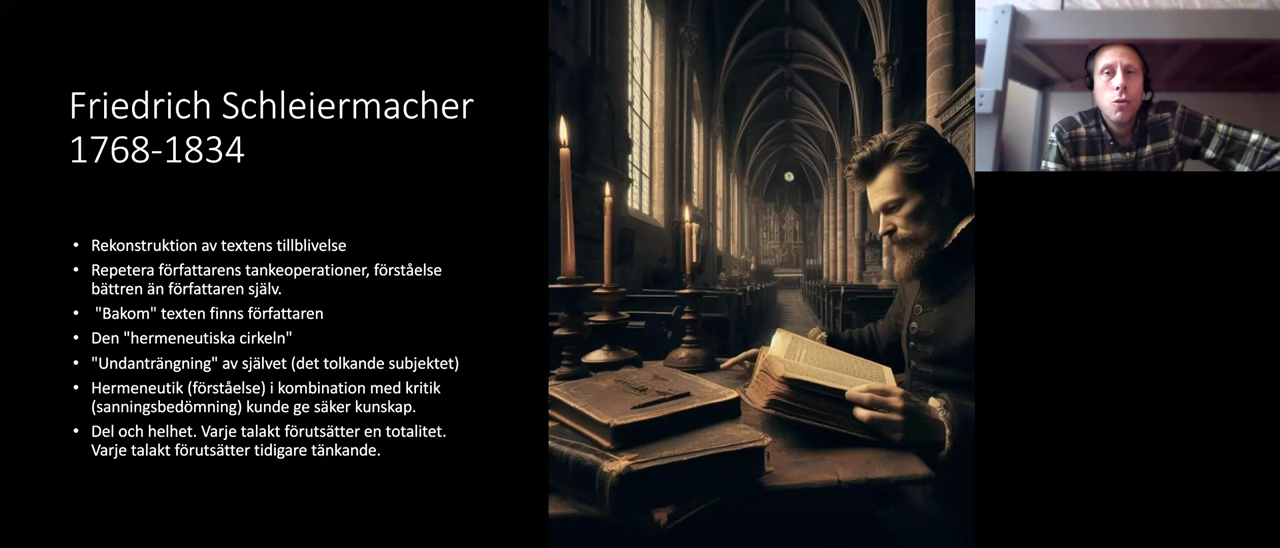 Friedrich Schleiermacher
1768-1834
• Rekonstruktion av textens tillblivelse
• Repetera författarens tankeoperationer, förståelse
bättren än författaren själv.
• "Bakom" texten finns författaren
• Den "hermeneutiska cirkeln"
• "Undanträngning" av självet (det tolkande subjektet)
• Hermeneutik (förståelse) i kombination med kritik
(sanningsbedömning) kunde ge säker kunskap.
• Del och helhet. Varje talakt förutsätter en totalitet.
Varje talakt förutsätter tidigare tänkande.